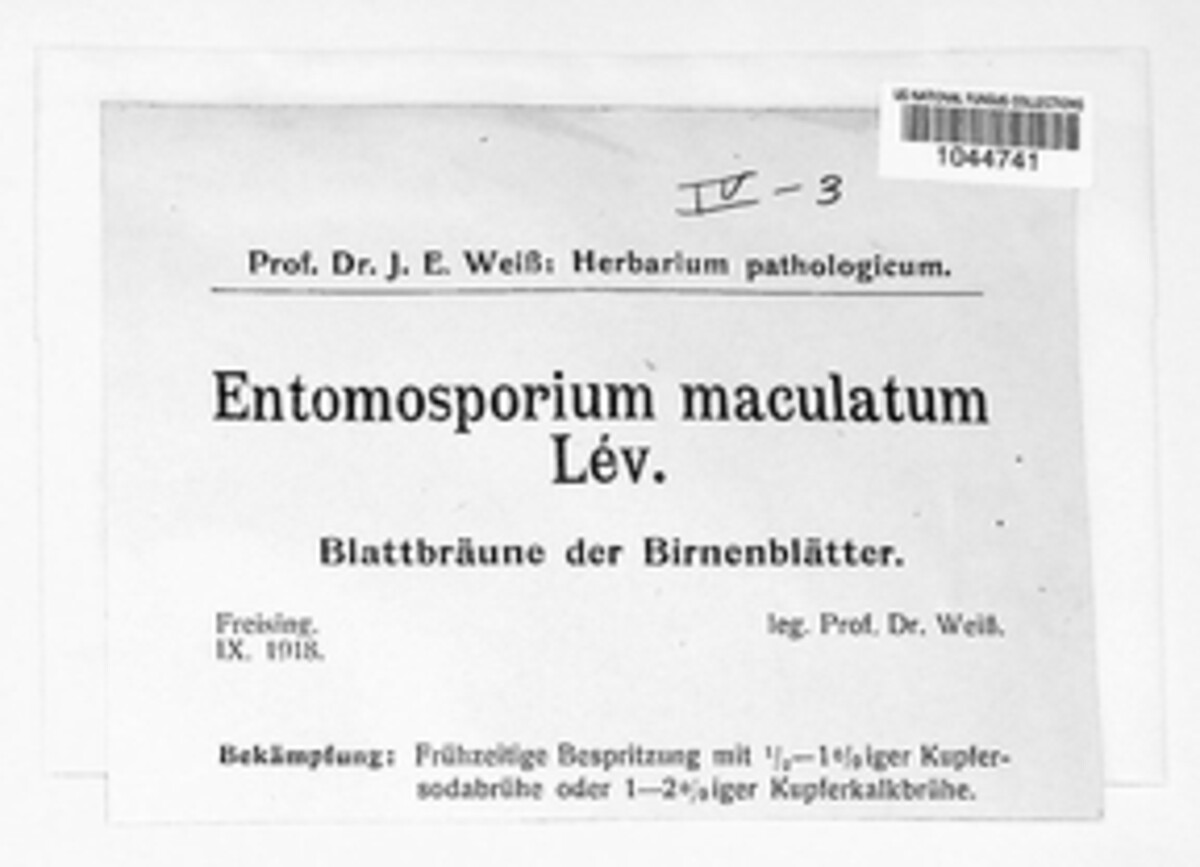 US NATIONAL FUNGUS COLLECTIONS
1044741
IV – 3
Prof. Dr. J. E. Weiß: Herbarium pathologicum.
Entomosporium maculatum
Lév.
Blattbräune der Birnenblätter.
Freising. leg. Prof. Dr. Weiß.
IX. 1918.
Bekämpfung: Frühzeitige Bespritzung mit ½—1%iger Kupfer-
sodabrühe oder 1—2%iger Kupferkalkbrühe.